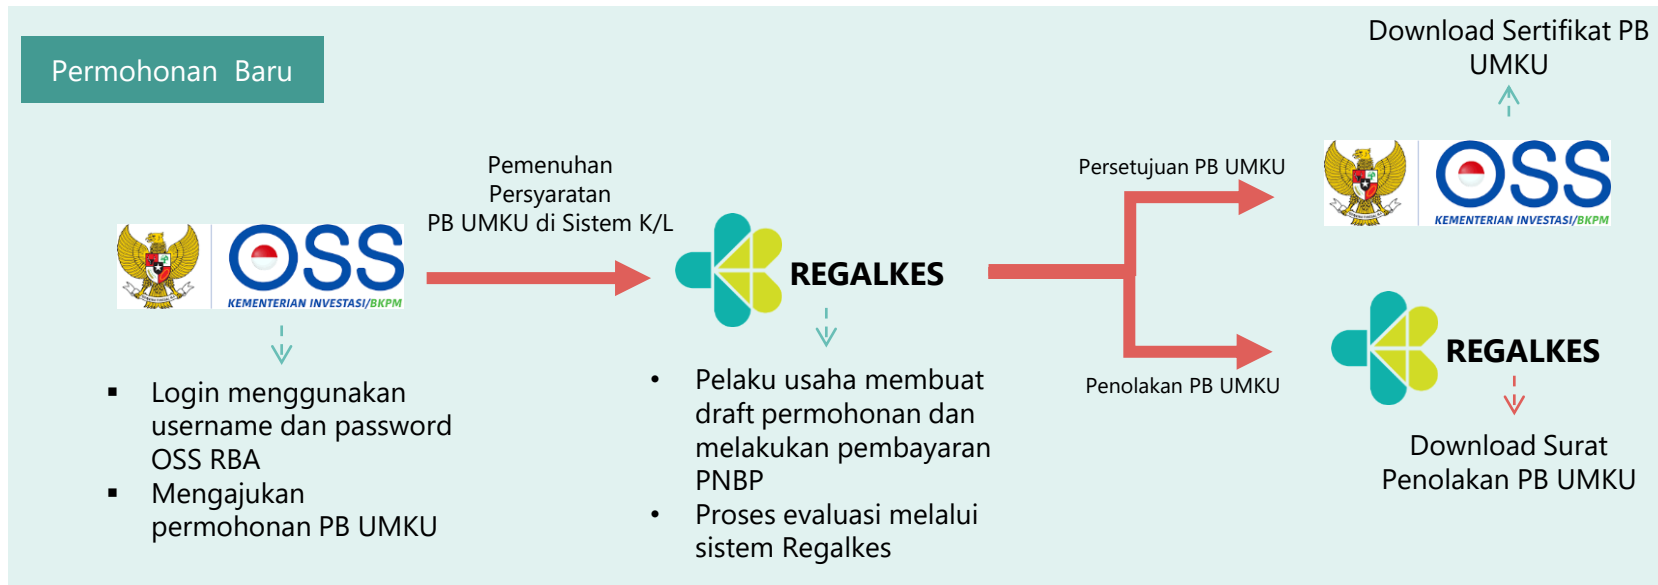 Permohonan Baru
OSS
KEMENTERIAN INVESTASI/BKPM
▪ Login menggunakan
username dan password
OSS RBA
▪ Mengajukan
permohonan PB UMKU
Pemenuhan
Persyaratan
PB UMKU di Sistem K/L
REGALKES
• Pelaku usaha membuat
draft permohonan dan
melakukan pembayaran
PNBP
• Proses evaluasi melalui
sistem Regalkes
Persetujuan PB UMKU
Download Sertifikat PB
UMKU
OSS
KEMENTERIAN INVESTASI/BKPM
Penolakan PB UMKU
REGALKES
Download Surat
Penolakan PB UMKU